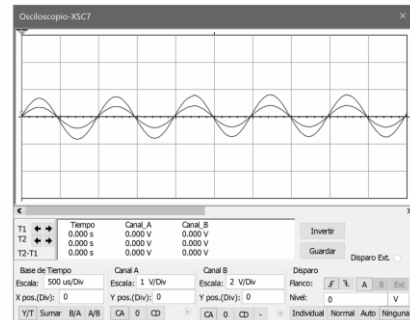 Osciloscopio-XSC7
T1
T2
T2-T1
Tiempo Canal_A Canal_B
0.000 s 0.000 V 0.000 V
0.000 s 0.000 V 0.000 V
0.000 s 0.000 V 0.000 V
Invertir
Guardar
Disparo Ext.
Base de Tiempo
Escala: 500 us/Div
X pos.(Div): 0
Y/T Sumar B/A A/B
Canal A
Escala: 1 V/Div
Y pos.(Div): 0
CA 0 CD
Canal B
Escala: 2 V/Div
Y pos.(Div): 0
CA 0 CD -
Disparo
Flanco: A B Ext
Nivel: 0 V
Individual Normal Auto Ninguna